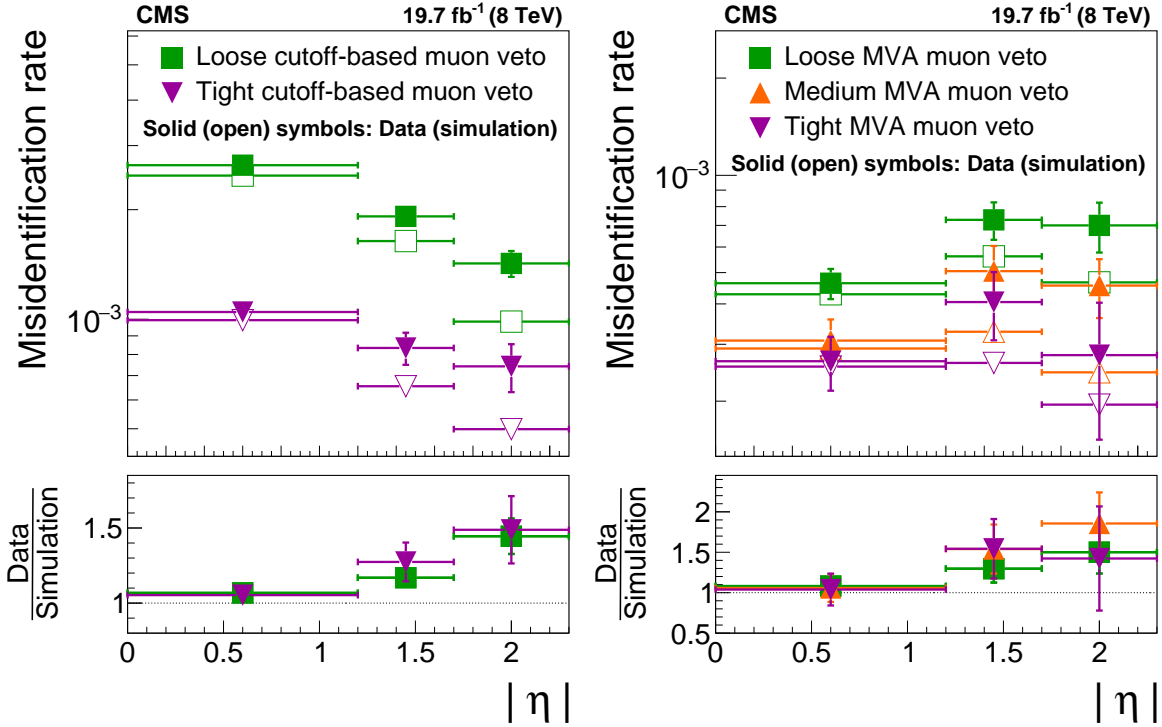 CMS 19.7 fb⁻¹ (8 TeV)
Misidentification rate
Loose cutoff-based muon veto
Tight cutoff-based muon veto
Solid (open) symbols: Data (simulation)
10⁻³
Data
Simulation
1.5
1
0 0.5 1 1.5 2
| η |
CMS 19.7 fb⁻¹ (8 TeV)
Misidentification rate
Loose MVA muon veto
Medium MVA muon veto
Tight MVA muon veto
Solid (open) symbols: Data (simulation)
10⁻³
Data
Simulation
2
1.5
1
0.5
0 0.5 1 1.5 2
| η |